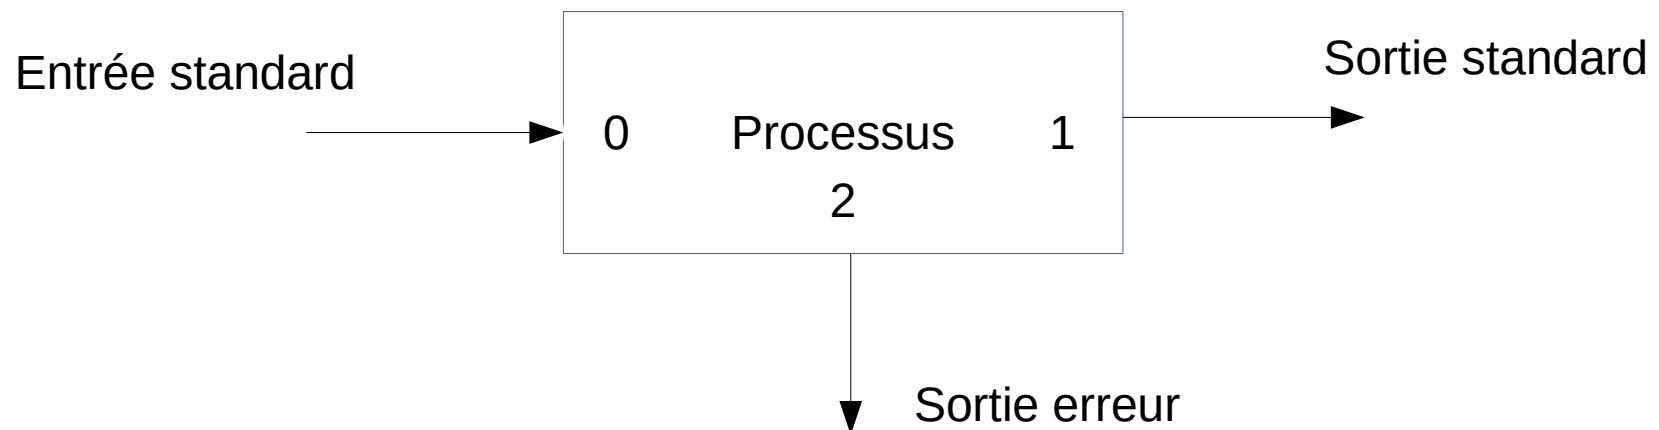 Entrée standard
Sortie standard
0 Processus 1
2
Sortie erreur